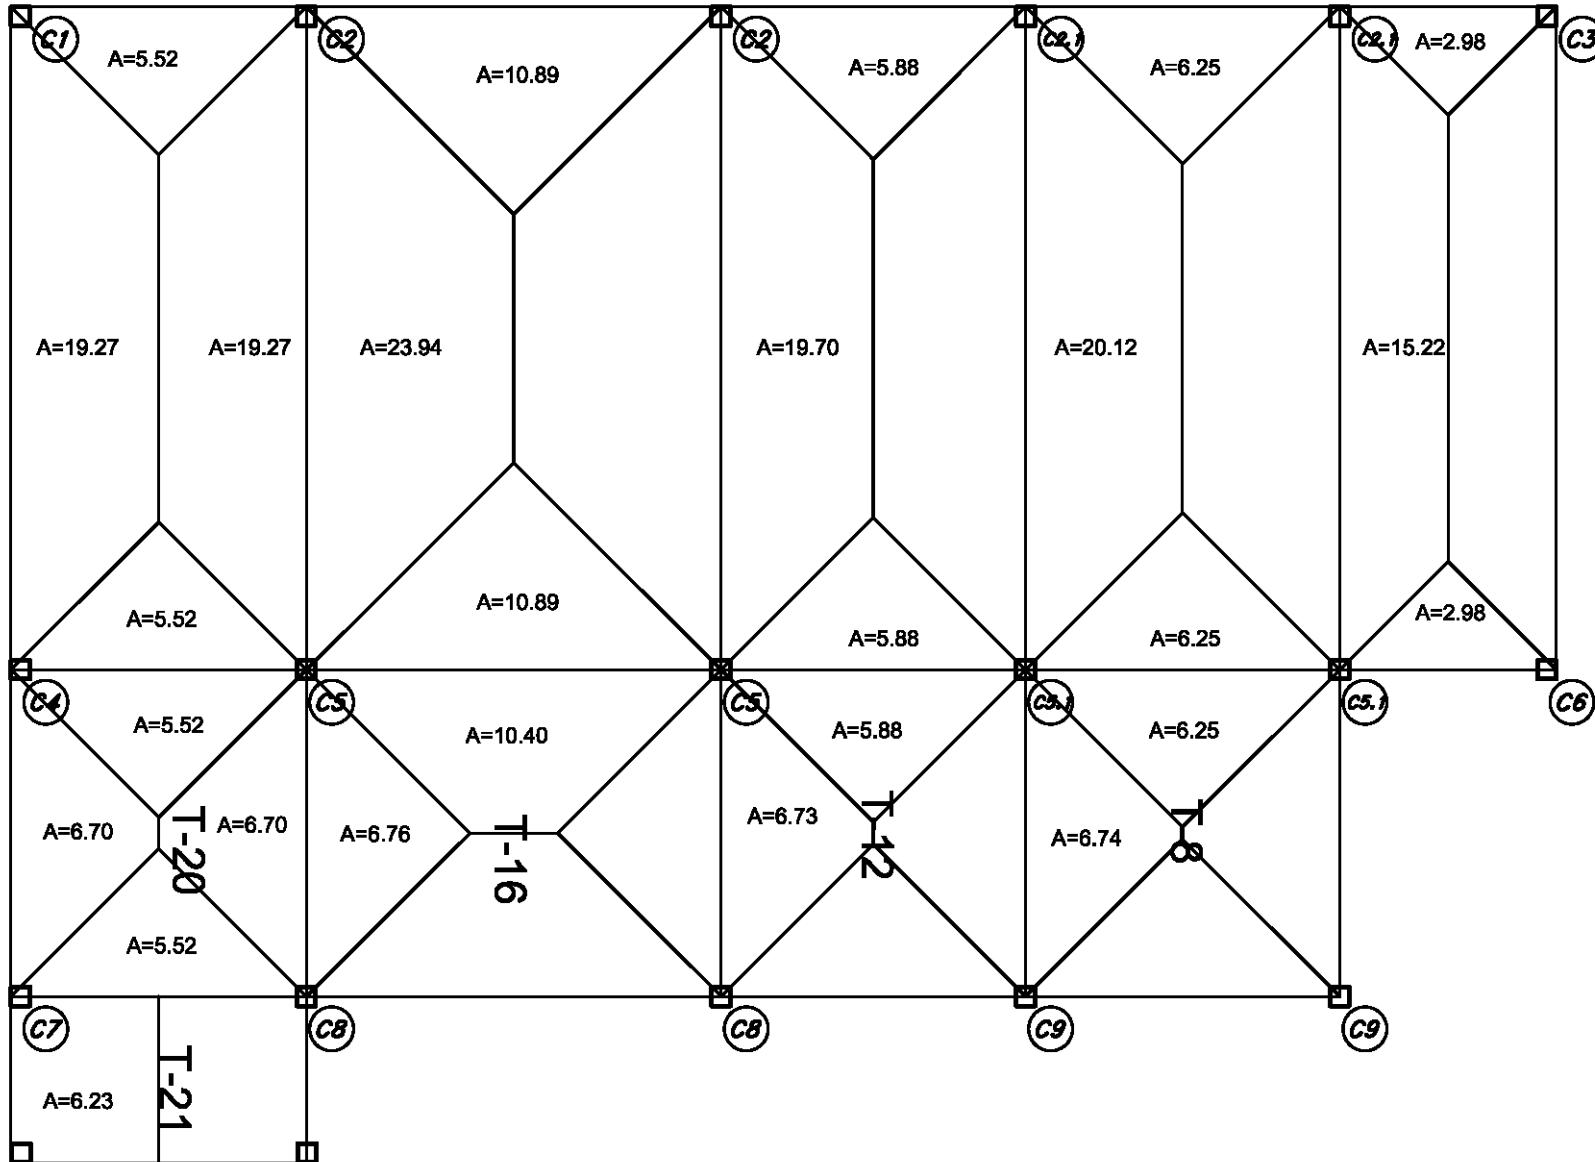 C1 C2 C2 C2.1 C2.1 C3
A=5.52 A=10.89 A=5.88 A=6.25 A=2.98
A=19.27 A=19.27 A=23.94 A=19.70 A=20.12 A=15.22
A=5.52 A=10.89 A=5.88 A=6.25 A=2.98
C4 C5 C5 C5.1 C5.1 C6
A=5.52 A=10.40 A=5.88 A=6.25
A=6.70 A=6.70 A=6.76 A=6.73 A=6.74
T-20 T-16 T-12 T-8
A=5.52
C7 C8 C8 C9 C9
A=6.23 T-21